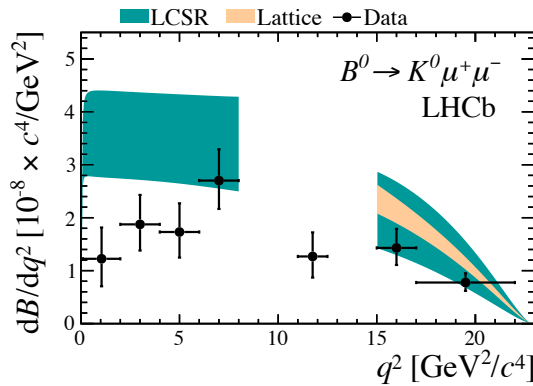 LCSR Lattice Data
B⁰ → K⁰μ⁺μ⁻
LHCb
dB/dq² [10⁻⁸ × c⁴/GeV²]
5
4
3
2
1
0
0 5 10 15 20
q² [GeV²/c⁴]